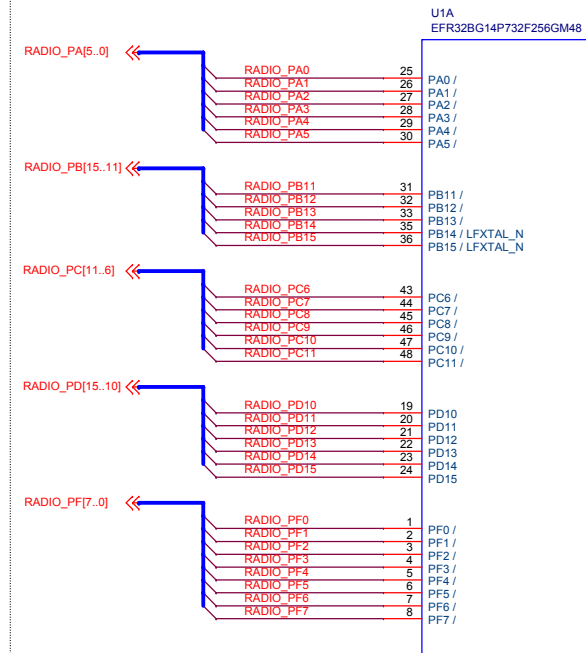 U1A
EFR32BG14P732F256GM48
RADIO_PA[5..0]
RADIO_PA0 25 PA0 /
RADIO_PA1 26 PA1 /
RADIO_PA2 27 PA2 /
RADIO_PA3 28 PA3 /
RADIO_PA4 29 PA4 /
RADIO_PA5 30 PA5 /
RADIO_PB[15..11]
RADIO_PB11 31 PB11 /
RADIO_PB12 32 PB12 /
RADIO_PB13 33 PB13 /
RADIO_PB14 35 PB14 / LFXTAL_N
RADIO_PB15 36 PB15 / LFXTAL_N
RADIO_PC[11..6]
RADIO_PC6 43 PC6 /
RADIO_PC7 44 PC7 /
RADIO_PC8 45 PC8 /
RADIO_PC9 46 PC9 /
RADIO_PC10 47 PC10 /
RADIO_PC11 48 PC11 /
RADIO_PD[15..10]
RADIO_PD10 19 PD10
RADIO_PD11 20 PD11
RADIO_PD12 21 PD12
RADIO_PD13 22 PD13
RADIO_PD14 23 PD14
RADIO_PD15 24 PD15
RADIO_PF[7..0]
RADIO_PF0 1 PF0 /
RADIO_PF1 2 PF1 /
RADIO_PF2 3 PF2 /
RADIO_PF3 4 PF3 /
RADIO_PF4 5 PF4 /
RADIO_PF5 6 PF5 /
RADIO_PF6 7 PF6 /
RADIO_PF7 8 PF7 /